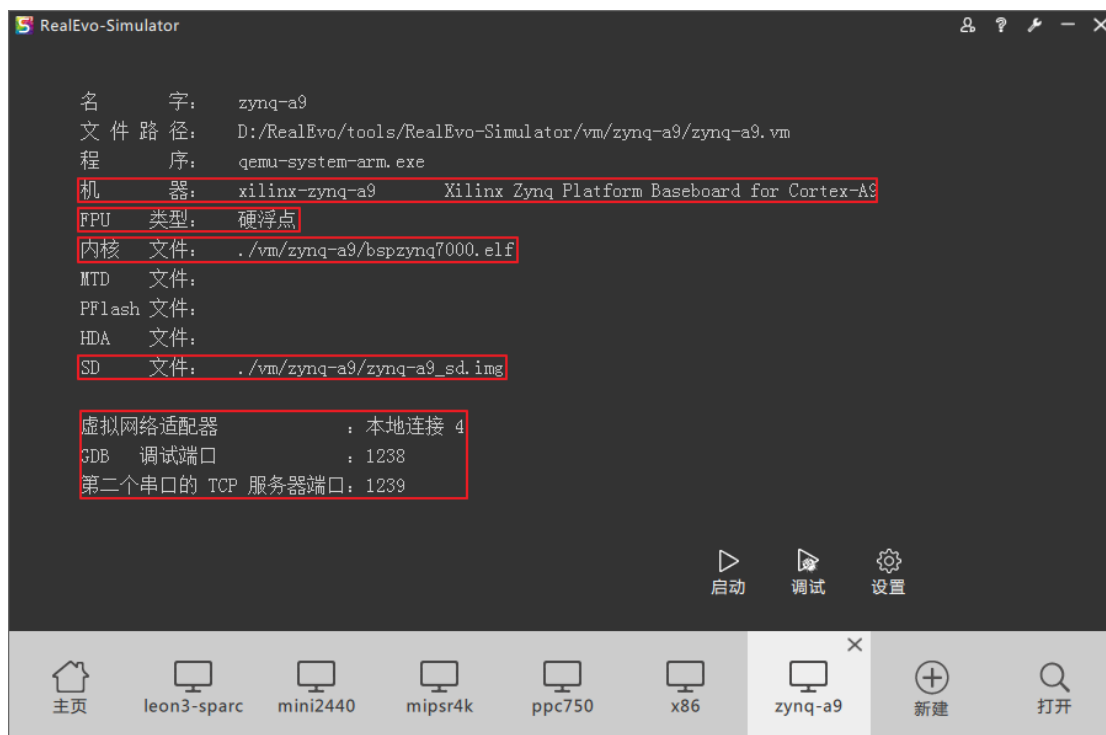 RealEvo-Simulator
名 字: zynq-a9
文 件 路 径: D:/RealEvo/tools/RealEvo-Simulator/vm/zynq-a9/zynq-a9.vm
程 序: qemu-system-arm.exe
机 器: xilinx-zynq-a9 Xilinx Zynq Platform Baseboard for Cortex-A9
FPU 类型: 硬浮点
内核 文件: ./vm/zynq-a9/bspzynq7000.elf
MTD 文件:
PFlash 文件:
HDA 文件:
SD 文件: ./vm/zynq-a9/zynq-a9_sd.img
虚拟网络适配器 : 本地连接 4
GDB 调试端口 : 1238
第二个串口的 TCP 服务器端口: 1239
启动 调试 设置
主页 leon3-sparc mini2440 mipsr4k ppc750 x86 zynq-a9 新建 打开